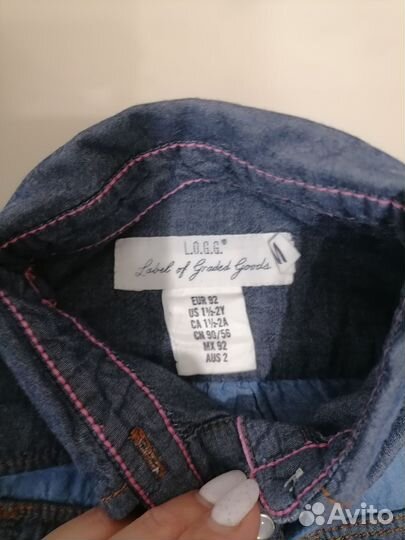 L.O.G.G.®
Label of Graded Goods
EUR 92
US 1½-2Y
CA 1½-2A
CN 90/56
MX 92
AUS 2
Avito